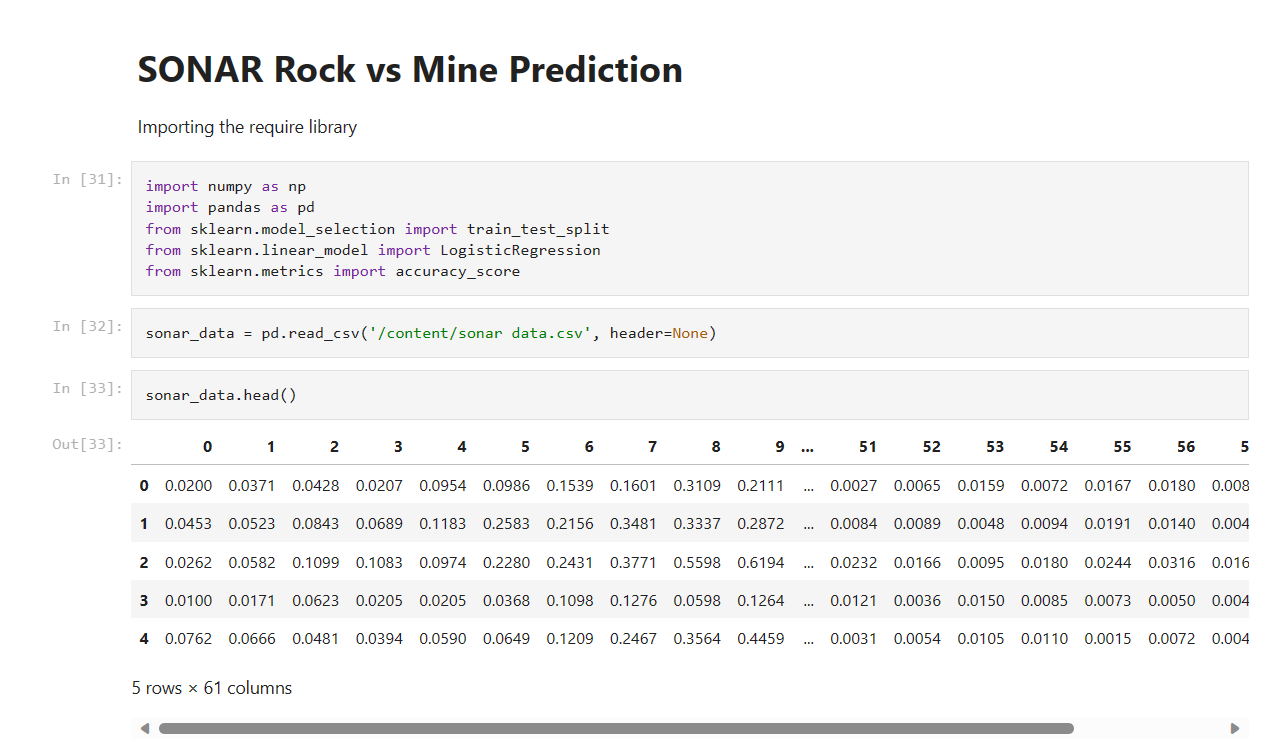 SONAR Rock vs Mine Prediction
Importing the require library
In [31]:
import numpy as np
import pandas as pd
from sklearn.model_selection import train_test_split
from sklearn.linear_model import LogisticRegression
from sklearn.metrics import accuracy_score
In [32]:
sonar_data = pd.read_csv('/content/sonar data.csv', header=None)
In [33]:
sonar_data.head()
Out[33]:
0 1 2 3 4 5 6 7 8 9 ... 51 52 53 54 55 56 5
0 0.0200 0.0371 0.0428 0.0207 0.0954 0.0986 0.1539 0.1601 0.3109 0.2111 ... 0.0027 0.0065 0.0159 0.0072 0.0167 0.0180 0.008
1 0.0453 0.0523 0.0843 0.0689 0.1183 0.2583 0.2156 0.3481 0.3337 0.2872 ... 0.0084 0.0089 0.0048 0.0094 0.0191 0.0140 0.004
2 0.0262 0.0582 0.1099 0.1083 0.0974 0.2280 0.2431 0.3771 0.5598 0.6194 ... 0.0232 0.0166 0.0095 0.0180 0.0244 0.0316 0.016
3 0.0100 0.0171 0.0623 0.0205 0.0205 0.0368 0.1098 0.1276 0.0598 0.1264 ... 0.0121 0.0036 0.0150 0.0085 0.0073 0.0050 0.004
4 0.0762 0.0666 0.0481 0.0394 0.0590 0.0649 0.1209 0.2467 0.3564 0.4459 ... 0.0031 0.0054 0.0105 0.0110 0.0015 0.0072 0.004
5 rows × 61 columns